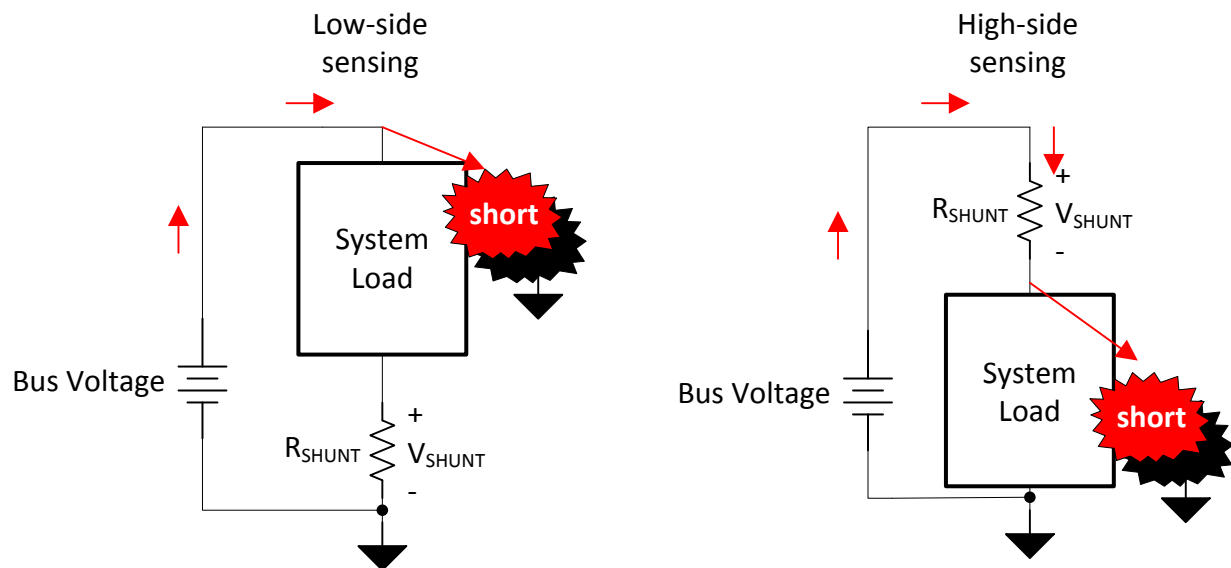 Low-side
sensing
short
System
Load
Bus Voltage
+
RSHUNT VSHUNT
-
High-side
sensing
+
RSHUNT VSHUNT
-
System
Load
Bus Voltage
short